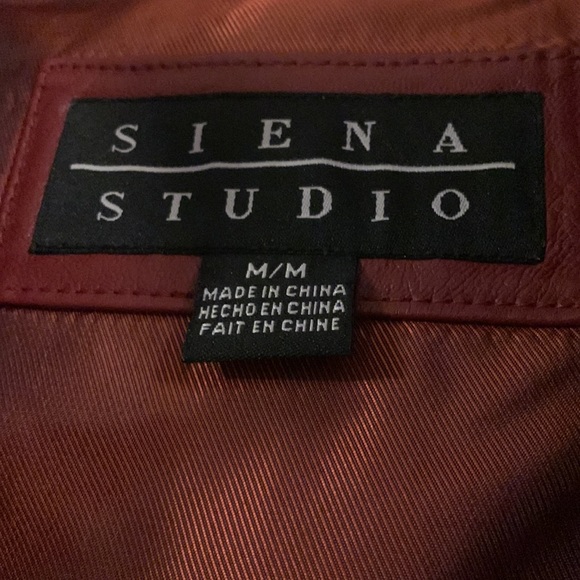 SIENA
STUDIO
M/M
MADE IN CHINA
HECHO EN CHINA
FAIT EN CHINE